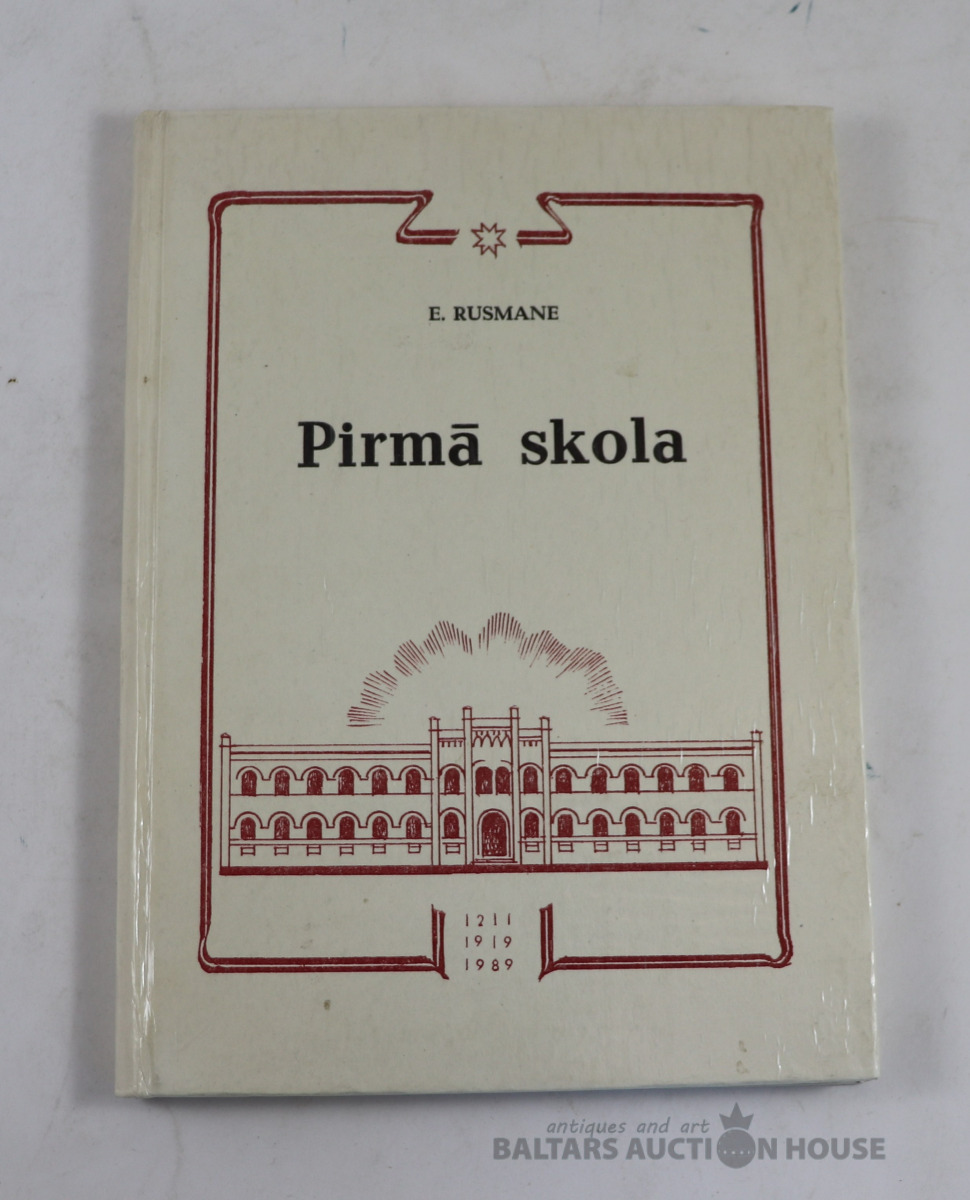 E. RUSMANE
Pirmā skola
1211
1919
1989
antiques and art
BALTARS AUCTION HOUSE